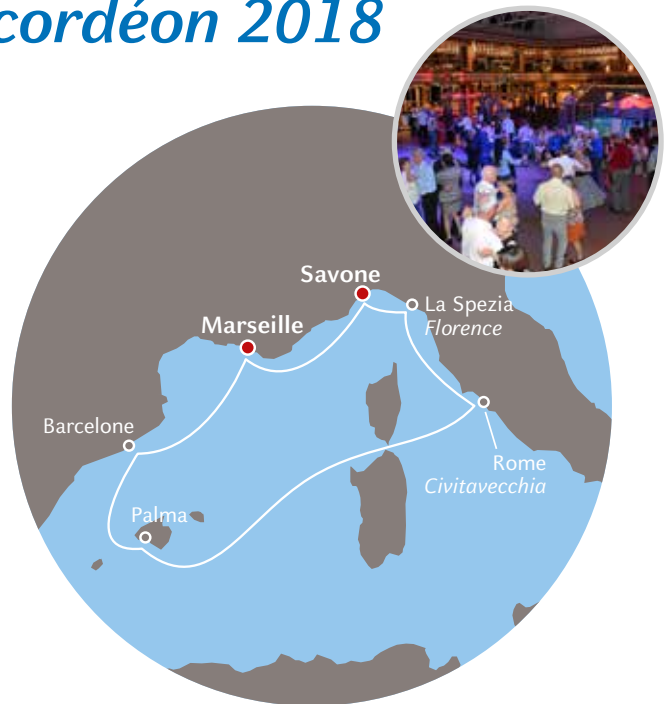 cordéon 2018
Savone
La Spezia
Florence
Marseille
Barcelone
Rome
Civitavecchia
Palma